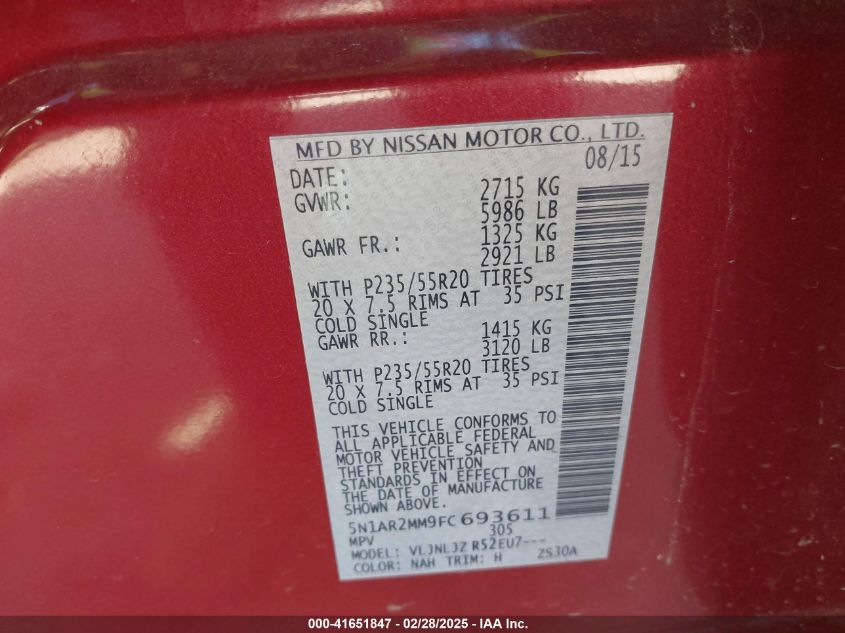 MFD BY NISSAN MOTOR CO., LTD.
DATE: 08/15
GVWR: 2715 KG
5986 LB
GAWR FR.: 1325 KG
2921 LB
WITH P235/55R20 TIRES
20 X 7.5 RIMS AT 35 PSI
COLD SINGLE
GAWR RR.: 1415 KG
3120 LB
WITH P235/55R20 TIRES
20 X 7.5 RIMS AT 35 PSI
COLD SINGLE
THIS VEHICLE CONFORMS TO
ALL APPLICABLE FEDERAL
MOTOR VEHICLE SAFETY AND
THEFT PREVENTION
STANDARDS IN EFFECT ON
THE DATE OF MANUFACTURE
SHOWN ABOVE.
5N1AR2MM9FC693611
MPV 305
MODEL: VLJNLJZ R52EU7--- ZS30A
COLOR: NAH TRIM: H
000-41651847 - 02/28/2025 - IAA Inc.